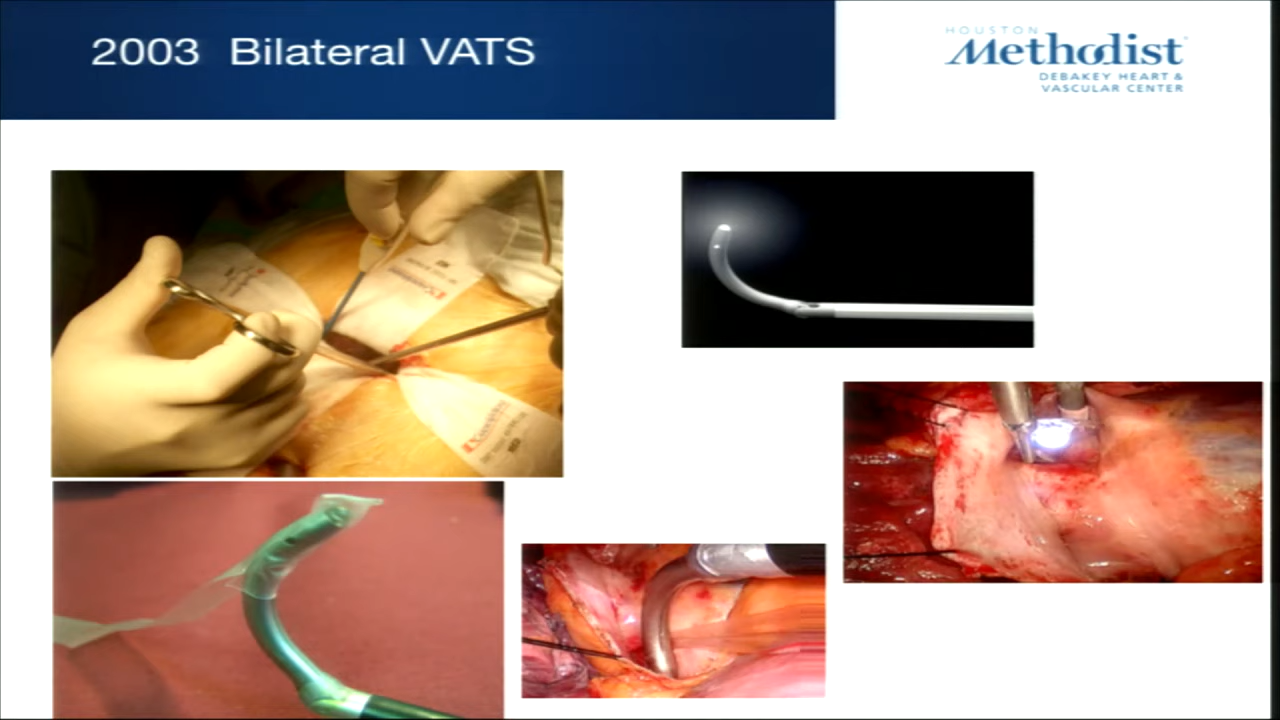 2003 Bilateral VATS
HOUSTON
Methodist
DEBAKEY HEART &
VASCULAR CENTER